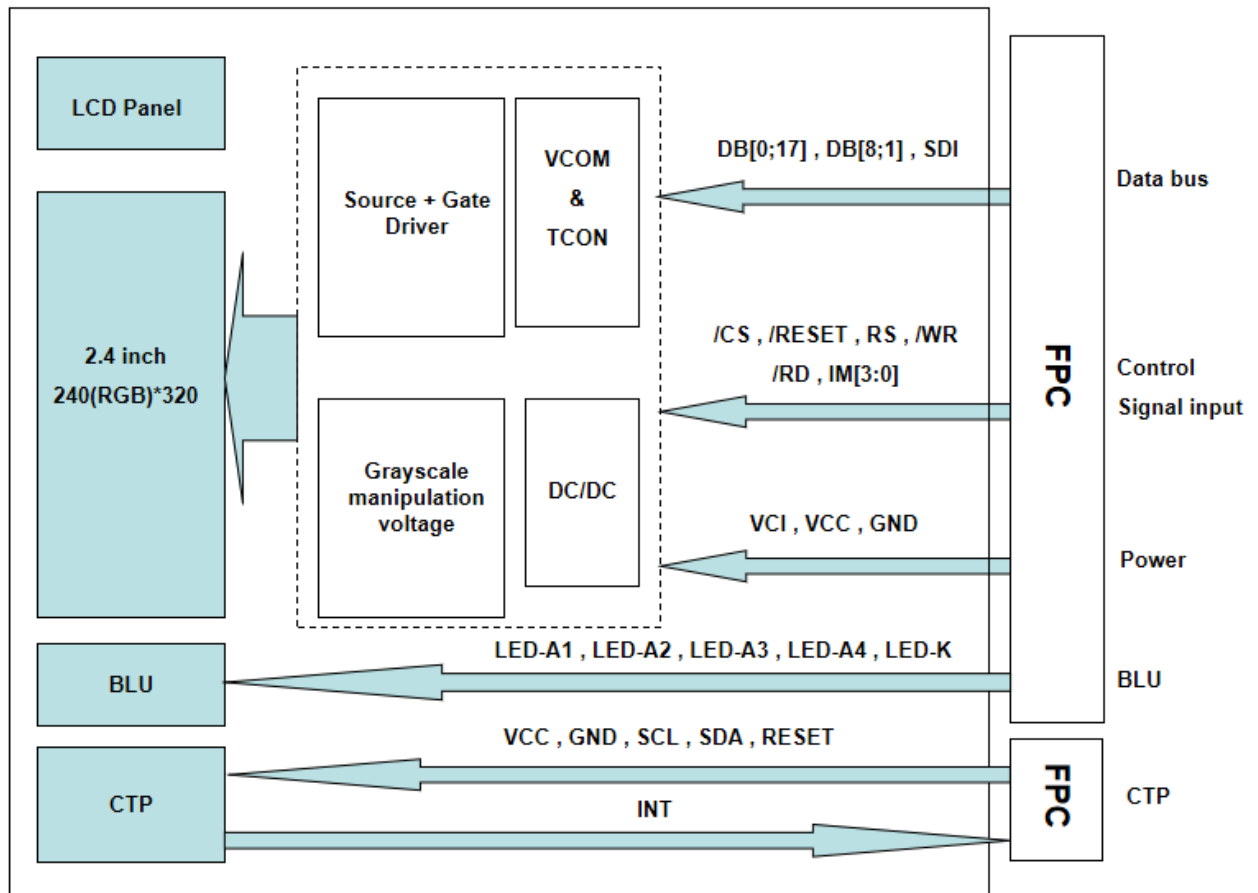 LCD Panel
2.4 inch
240(RGB)*320
BLU
CTP
Source + Gate
Driver
VCOM
&
TCON
Grayscale
manipulation
voltage
DC/DC
DB[0;17] , DB[8;1] , SDI
/CS , /RESET , RS , /WR
/RD , IM[3:0]
VCI , VCC , GND
LED-A1 , LED-A2 , LED-A3 , LED-A4 , LED-K
VCC , GND , SCL , SDA , RESET
INT
FPC
FPC
Data bus
Control
Signal input
Power
BLU
CTP